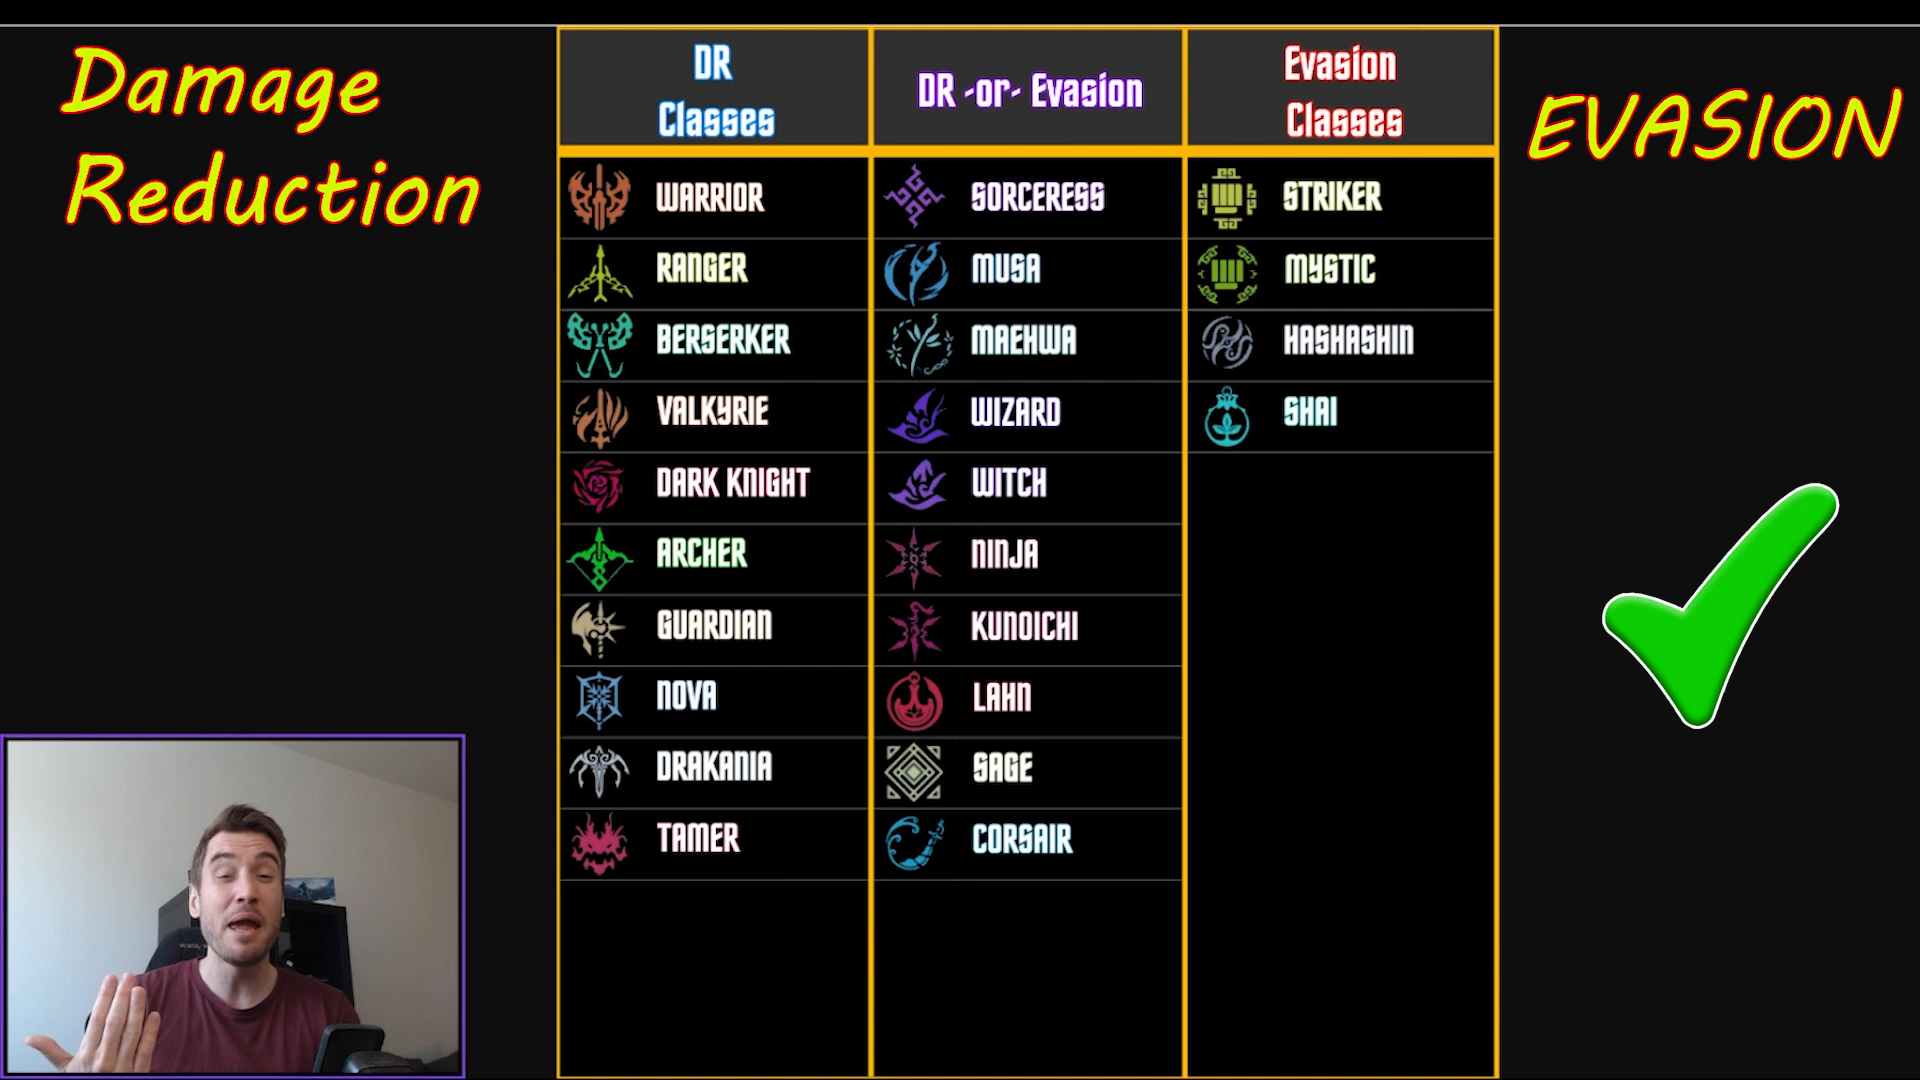 Damage
Reduction
DR
Classes
WARRIOR
RANGER
BERSERKER
VALKYRIE
DARK KNIGHT
ARCHER
GUARDIAN
NOVA
DRAKANIA
TAMER
DR -or- Evasion
SORCERESS
MUSA
MAEHWA
WIZARD
WITCH
NINJA
KUNOICHI
LAHN
SAGE
CORSAIR
Evasion
Classes
STRIKER
MYSTIC
HASHASHIN
SHAI
EVASION